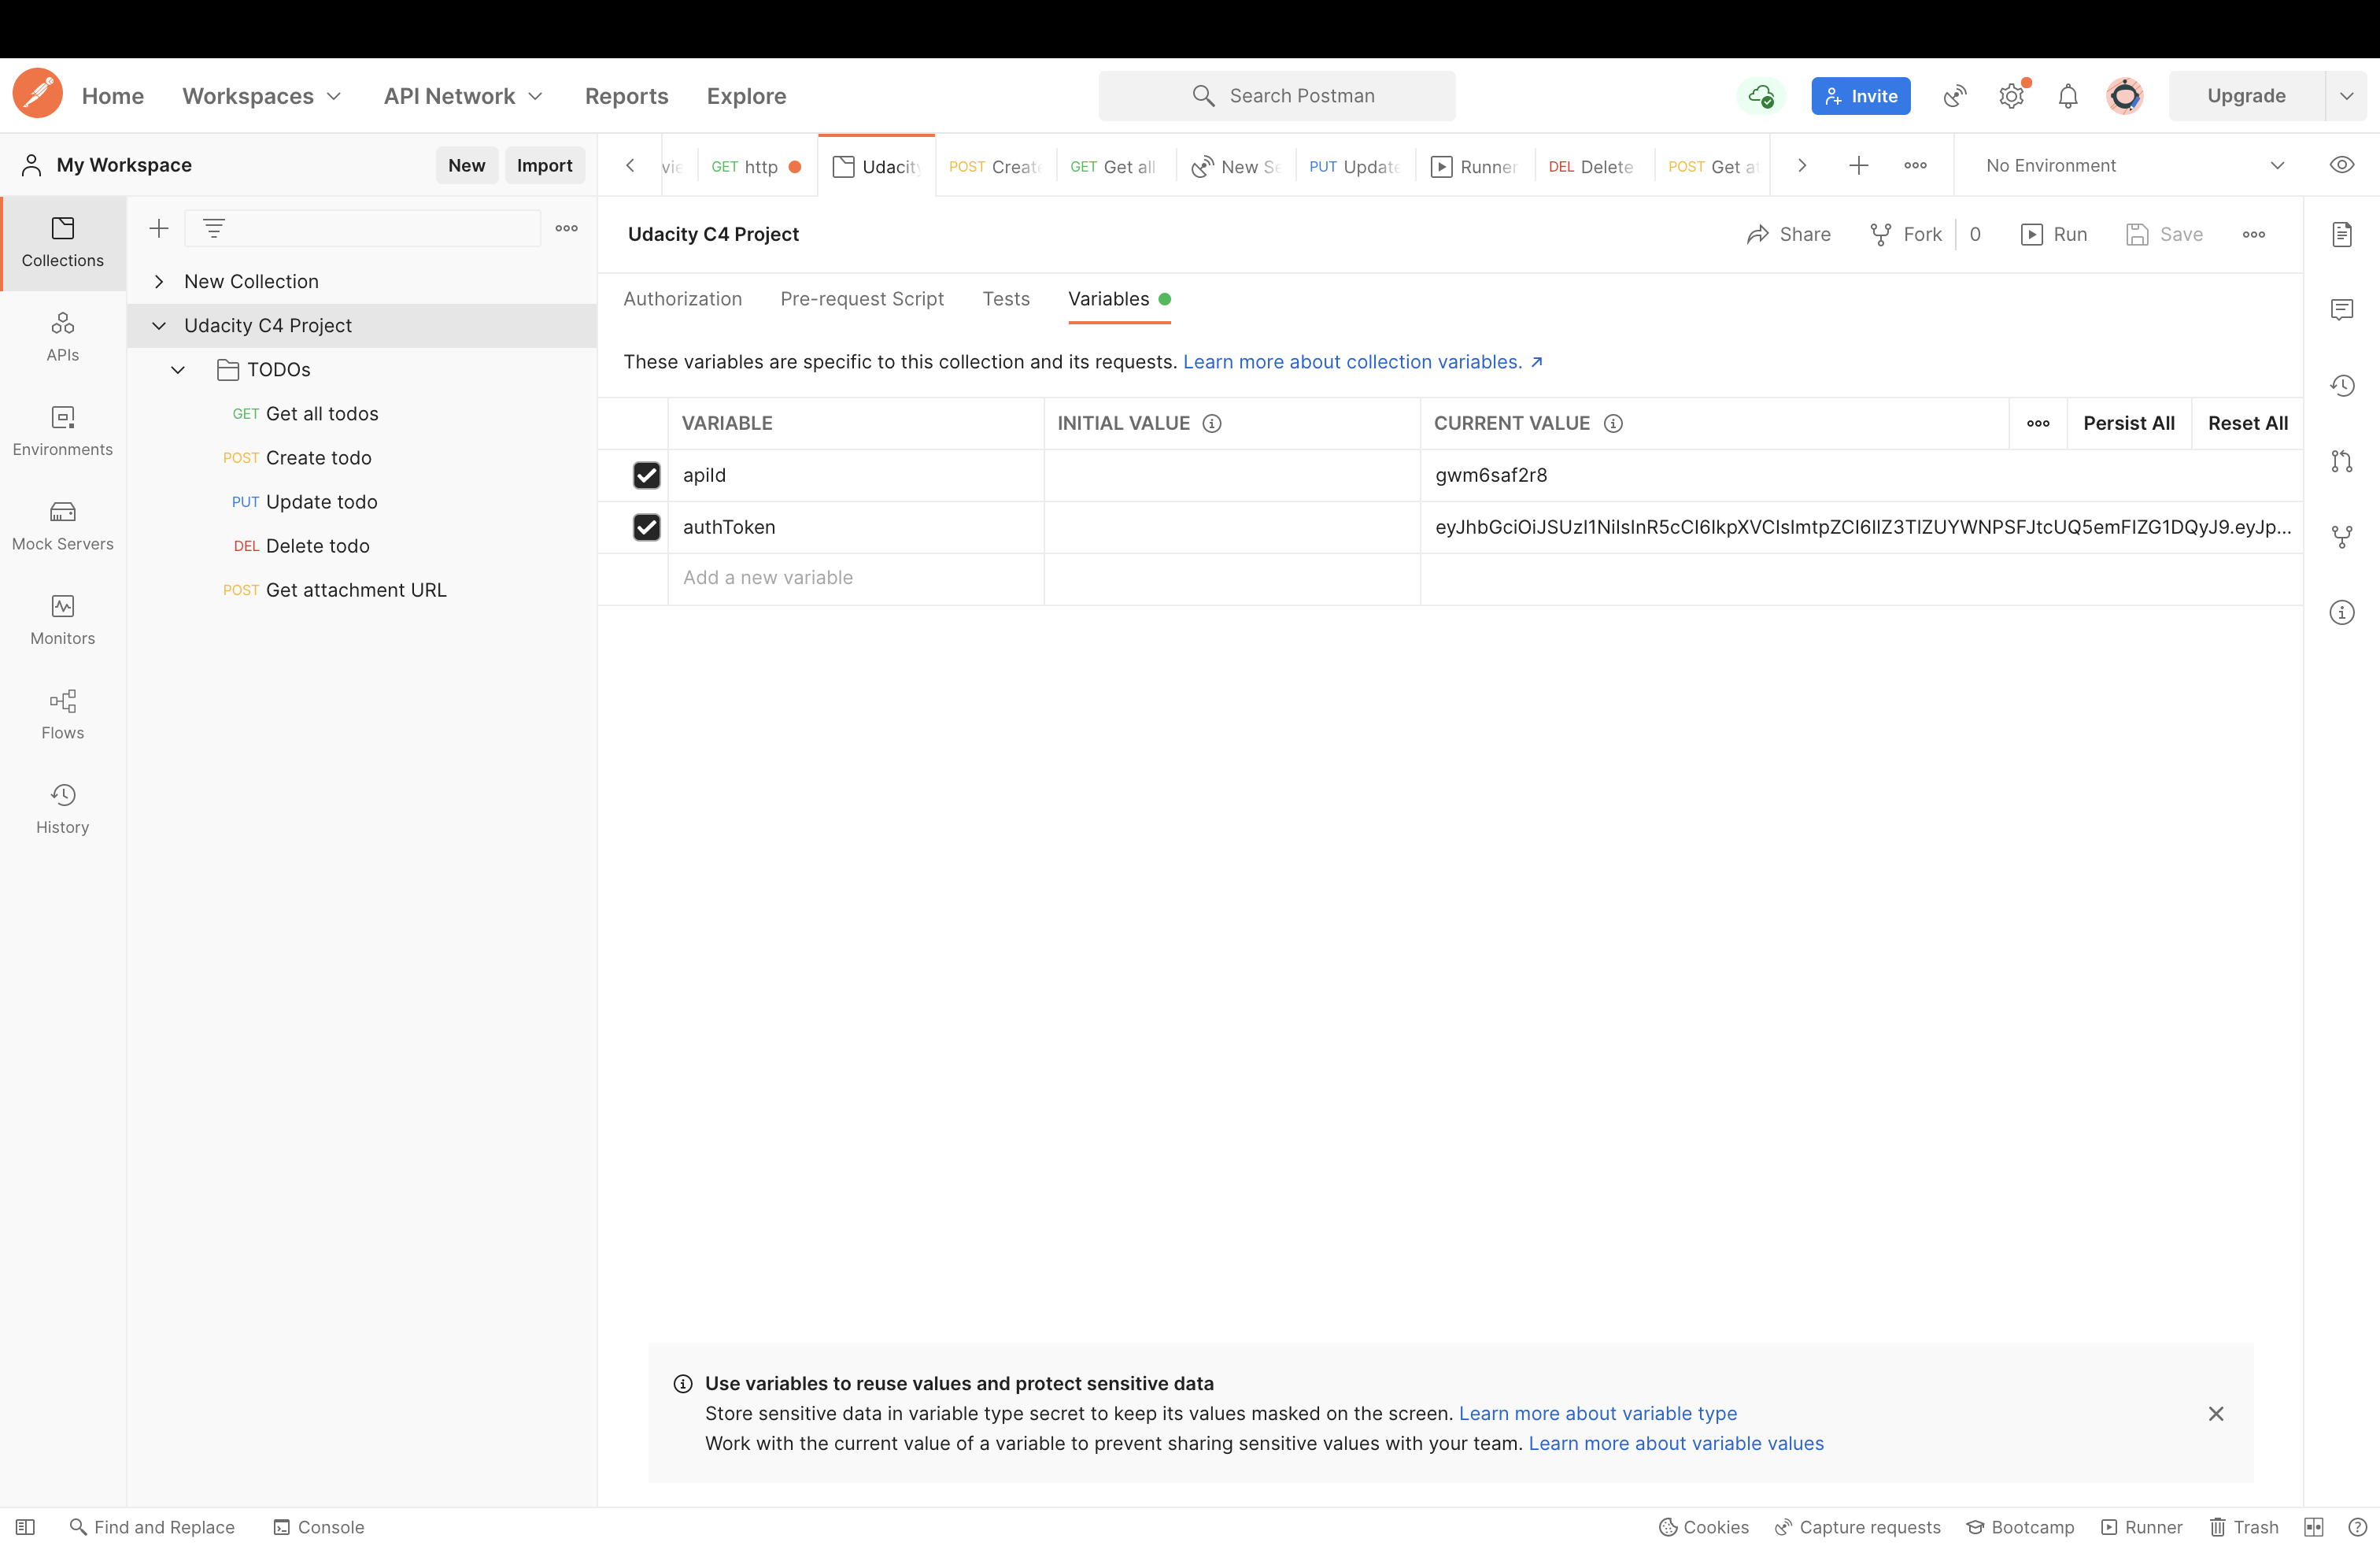 Home Workspaces API Network Reports Explore Search Postman Invite Upgrade
My Workspace New Import
GET http Udacity POST Create GET Get all New Se PUT Update Runner DEL Delete POST Get at No Environment
Collections
APIs
Environments
Mock Servers
Monitors
Flows
History
New Collection
Udacity C4 Project
TODOs
GET Get all todos
POST Create todo
PUT Update todo
DEL Delete todo
POST Get attachment URL
Udacity C4 Project Share Fork 0 Run Save
Authorization Pre-request Script Tests Variables
These variables are specific to this collection and its requests. Learn more about collection variables. ↗
VARIABLE INITIAL VALUE CURRENT VALUE Persist All Reset All
apiId gwm6saf2r8
authToken
Add a new variable
Use variables to reuse values and protect sensitive data
Store sensitive data in variable type secret to keep its values masked on the screen. Learn more about variable type
Work with the current value of a variable to prevent sharing sensitive values with your team. Learn more about variable values
Find and Replace Console Cookies Capture requests Bootcamp Runner Trash